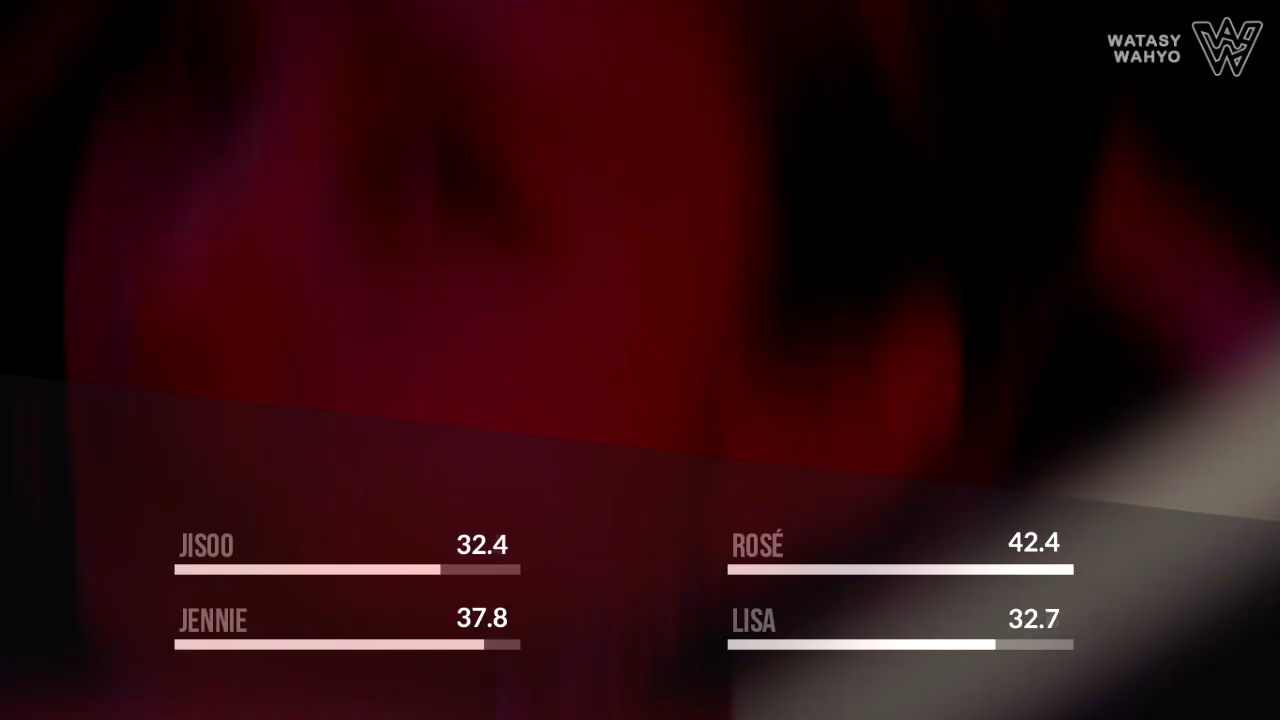 WATASY
WAHYO
JISOO 32.4
ROSÉ 42.4
JENNIE 37.8
LISA 32.7